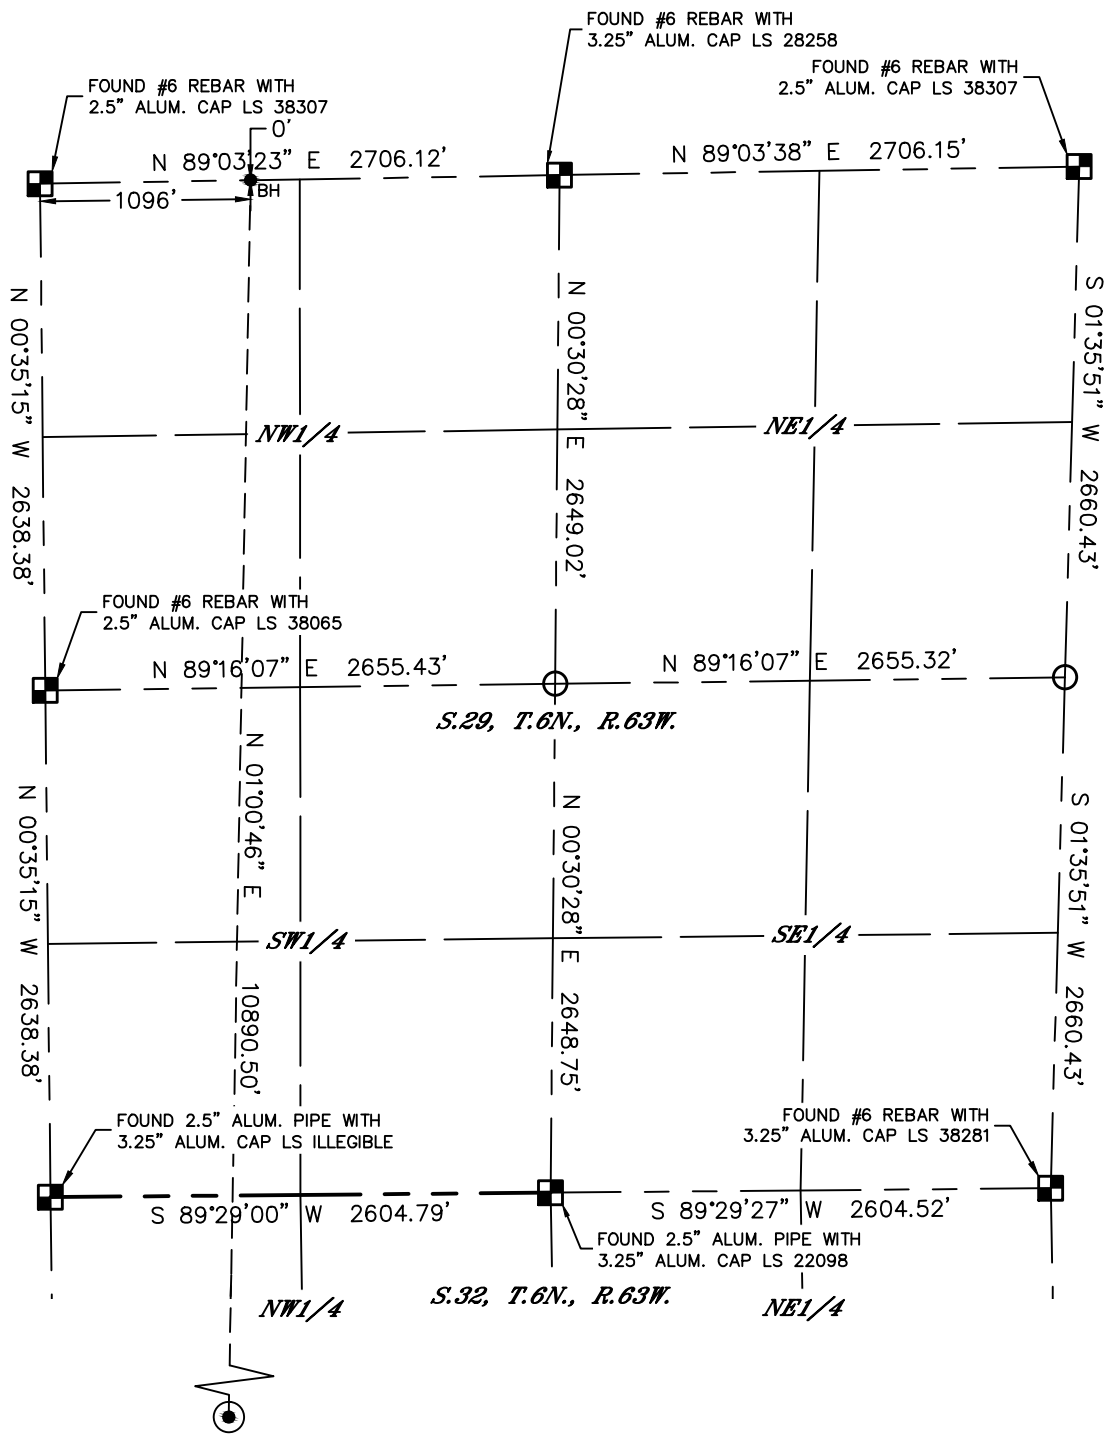 FOUND #6 REBAR WITH
3.25" ALUM. CAP LS 28258
FOUND #6 REBAR WITH
2.5" ALUM. CAP LS 38307
FOUND #6 REBAR WITH
2.5" ALUM. CAP LS 38307
0'
N 89°03'23" E 2706.12'
N 89°03'38" E 2706.15'
BH
1096'
N 00°35'15" W 2638.38'
N 00°30'28" E 2649.02'
S 01°35'51" W 2660.43'
NW1/4
NE1/4
FOUND #6 REBAR WITH
2.5" ALUM. CAP LS 38065
N 89°16'07" E 2655.43'
N 89°16'07" E 2655.32'
S.29, T.6N., R.63W.
N 01°00'46" E 10890.50'
N 00°35'15" W 2638.38'
N 00°30'28" E 2648.75'
S 01°35'51" W 2660.43'
SW1/4
SE1/4
FOUND 2.5" ALUM. PIPE WITH
3.25" ALUM. CAP LS ILLEGIBLE
FOUND #6 REBAR WITH
3.25" ALUM. CAP LS 38281
S 89°29'00" W 2604.79'
S 89°29'27" W 2604.52'
FOUND 2.5" ALUM. PIPE WITH
3.25" ALUM. CAP LS 22098
S.32, T.6N., R.63W.
NW1/4
NE1/4